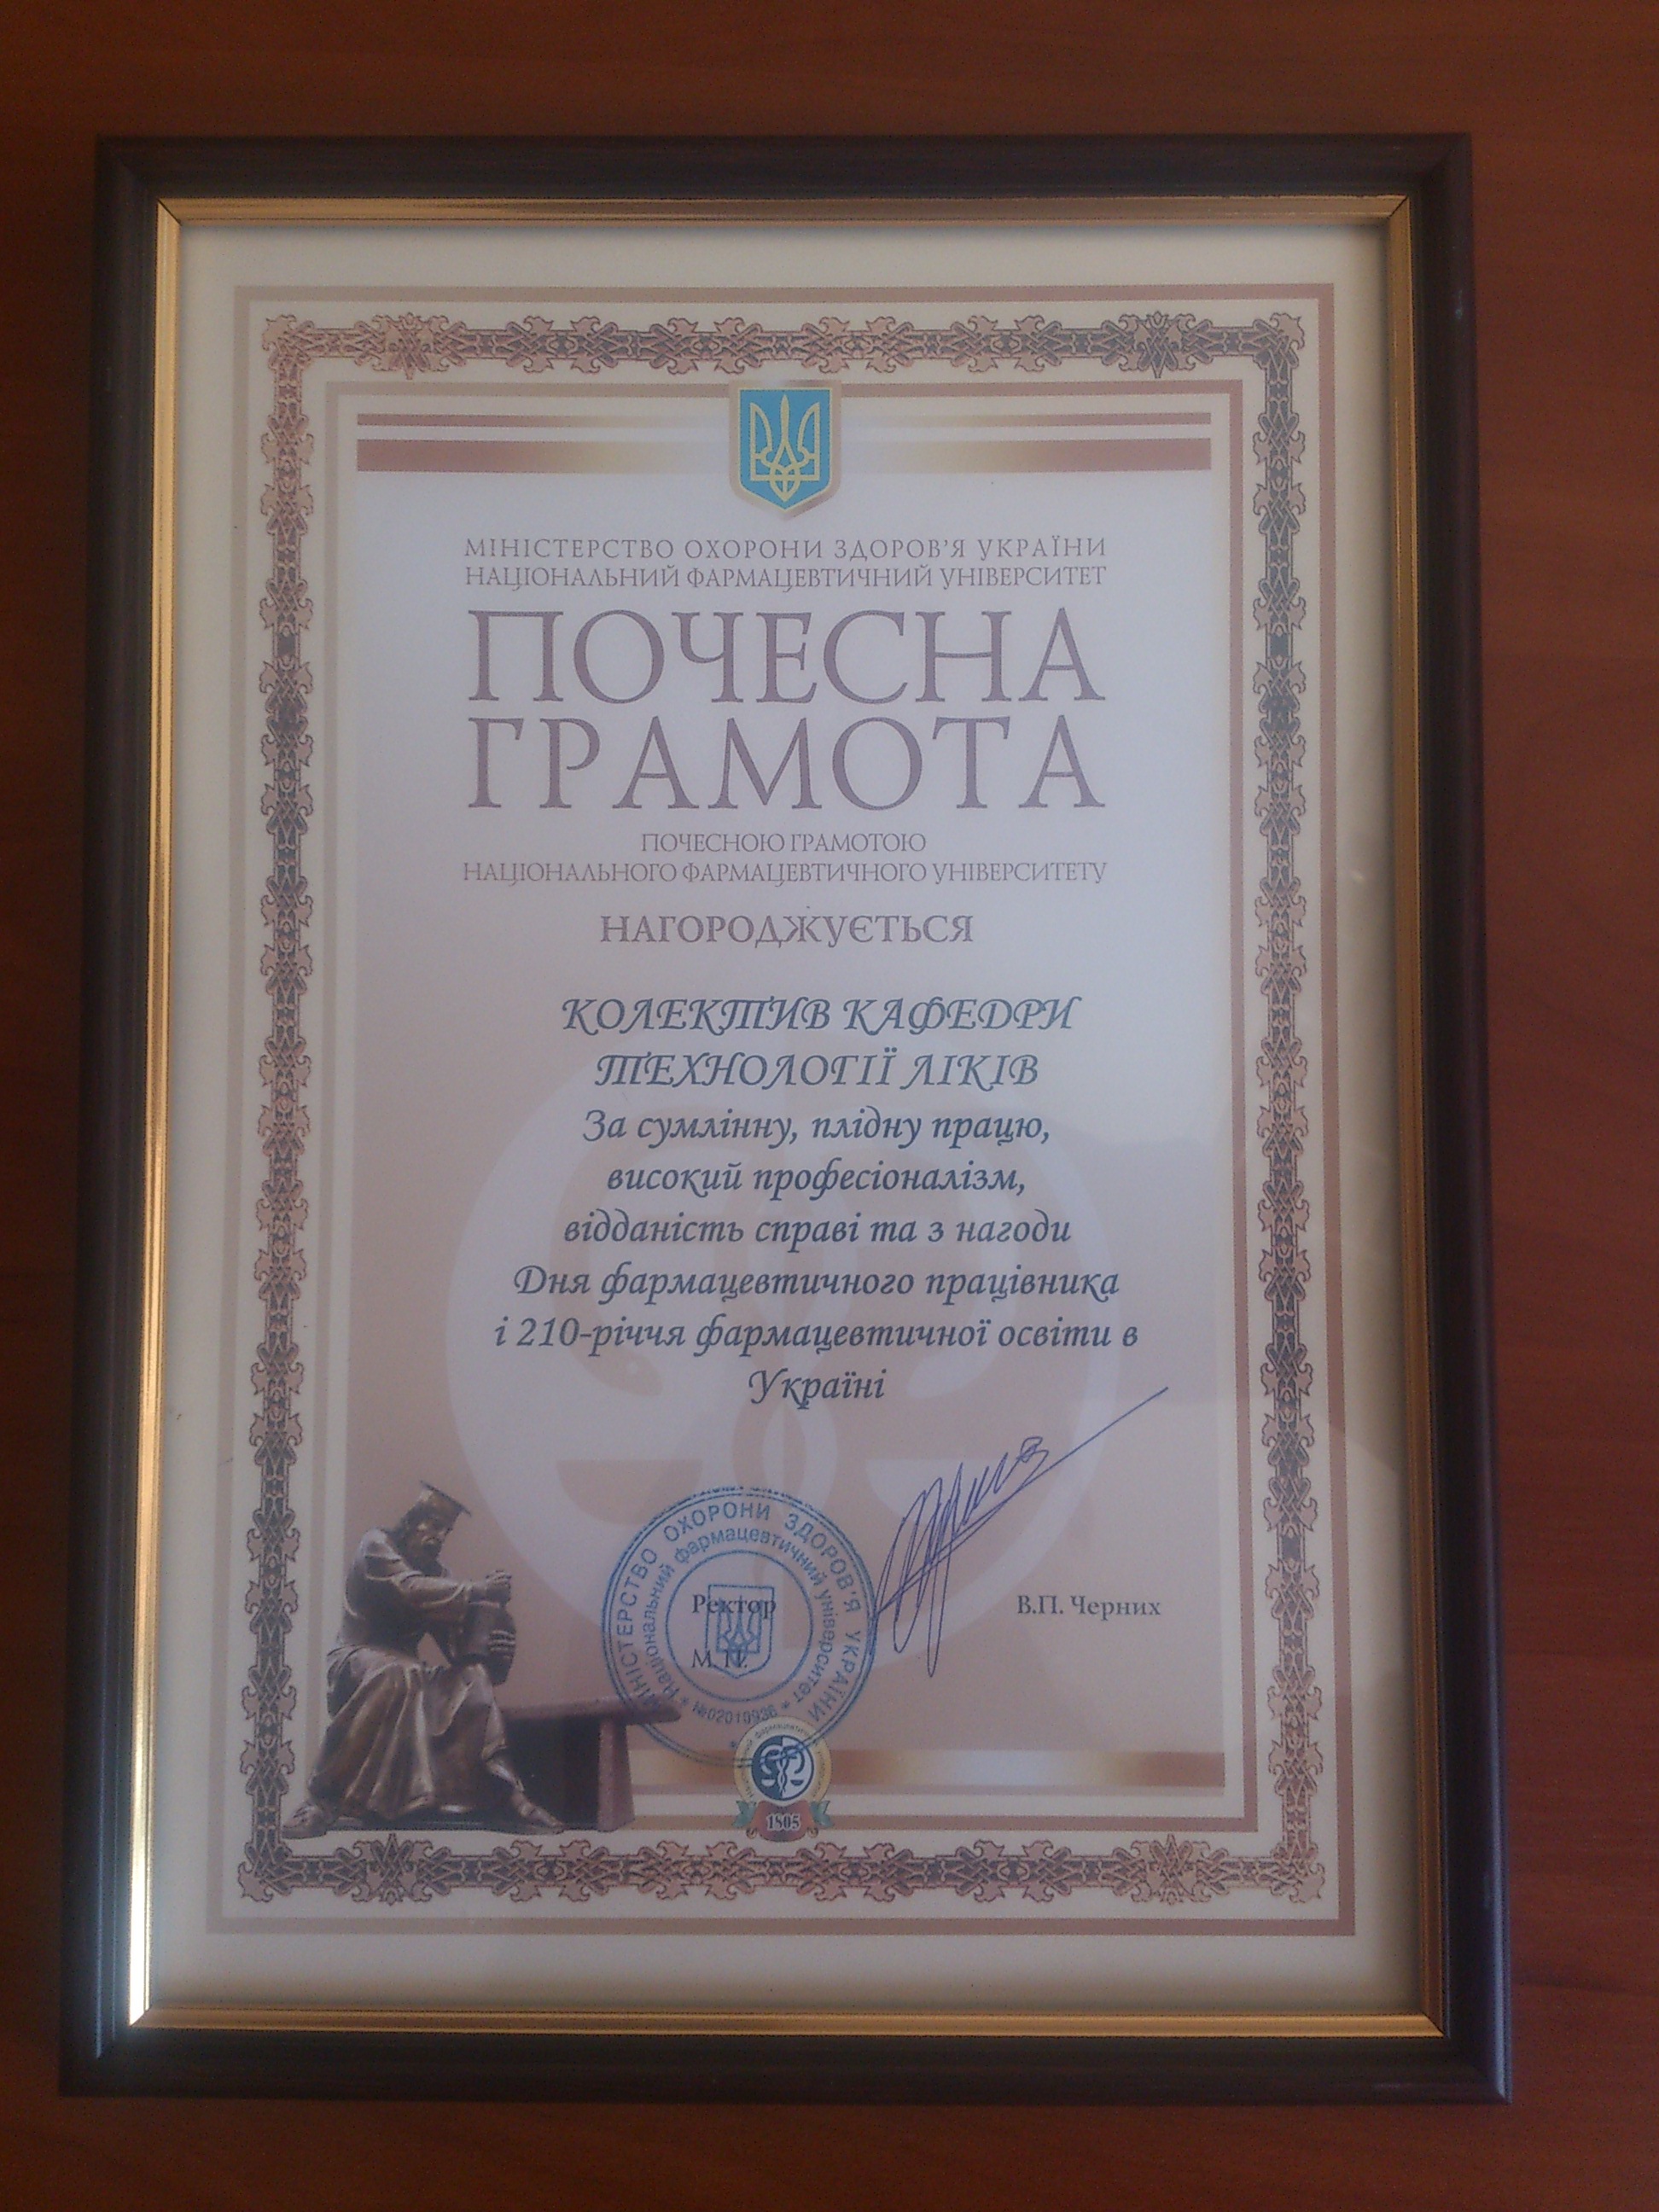 МІНІСТЕРСТВО ОХОРОНИ ЗДОРОВ'Я УКРАЇНИ
НАЦІОНАЛЬНИЙ ФАРМАЦЕВТИЧНИЙ УНІВЕРСИТЕТ
ПОЧЕСНА
ГРАМОТА
ПОЧЕСНОЮ ГРАМОТОЮ
НАЦІОНАЛЬНОГО ФАРМАЦЕВТИЧНОГО УНІВЕРСИТЕТУ
НАГОРОДЖУЄТЬСЯ
КОЛЕКТИВ КАФЕДРИ
ТЕХНОЛОГІЇ ЛІКІВ
За сумлінну, плідну працю,
високий професіоналізм,
відданість справі та з нагоди
Дня фармацевтичного працівника
і 210-річчя фармацевтичної освіти в
Україні
МІНІСТЕРСТВО ОХОРОНИ ЗДОРОВ'Я УКРАЇНИ
Національний фармацевтичний університет
№02010936
Ректор
В.П. Черних
М.П.
1805